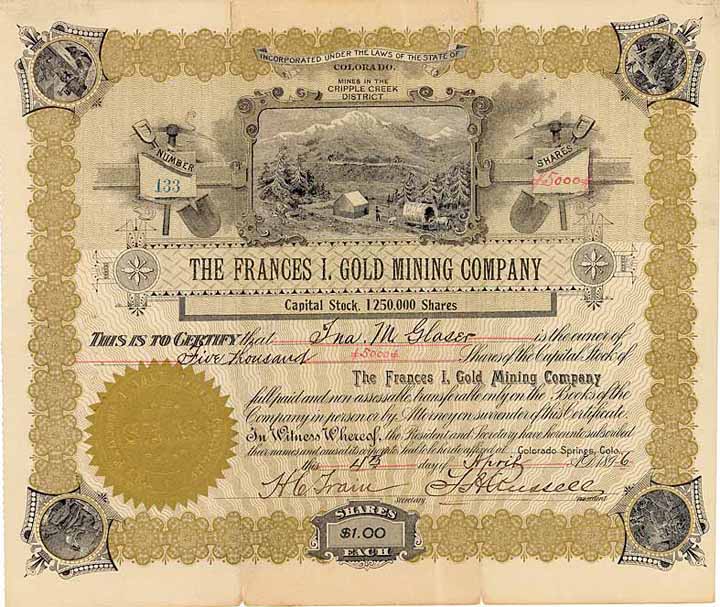 INCORPORATED UNDER THE LAWS OF THE STATE OF
COLORADO.
MINES IN THE
CRIPPLE CREEK
DISTRICT
NUMBER
133
SHARES
$5000$
THE FRANCES I. GOLD MINING COMPANY
Capital Stock, 1250,000 Shares
THIS IS TO CERTIFY that Ina. M Glaser is the owner of
Five thousand $5000$ Shares of the Capital Stock of
The Frances I. Gold Mining Company
full paid and non assessable, transferable only on the Books of the
Company in person or by Attorney on surrender of this Certificate.
In Witness Whereof, the President and Secretary have hereunto subscribed
their names and caused its corporate seal to be hereto affixed at Colorado Springs, Colo.
this day of April 1896
Secretary President
SHARES
$1.00
EACH